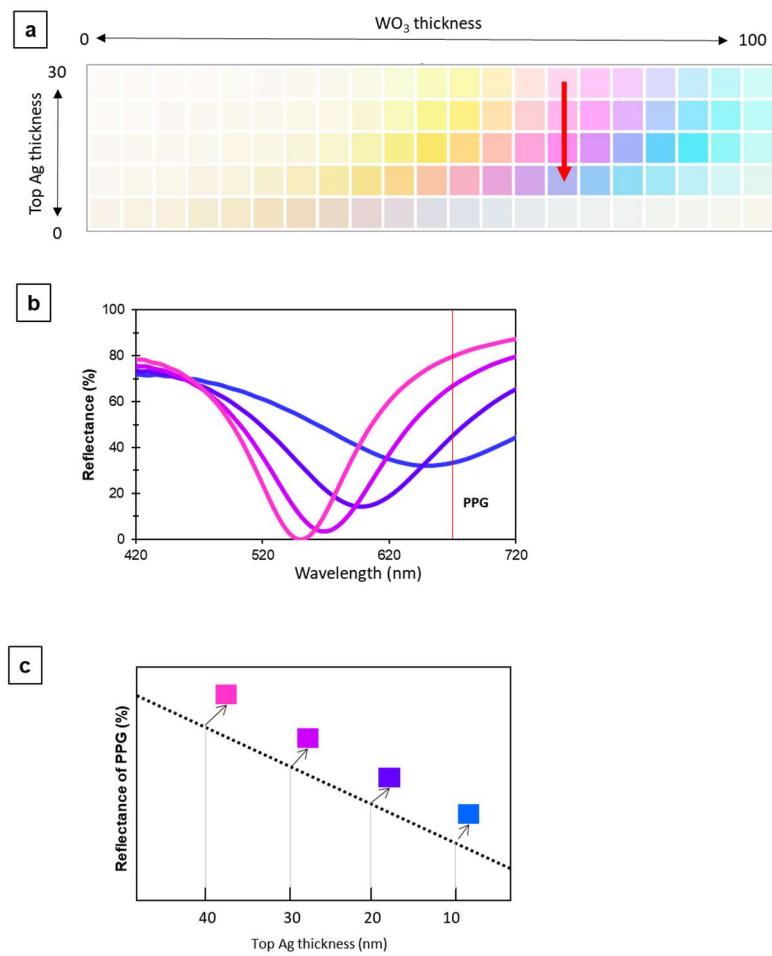 a
WO3 thickness
0
100
30
Top Ag thickness
0
b
100
80
60
40
20
0
Reflectance (%)
PPG
420
520
620
720
Wavelength (nm)
c
Reflectance of PPG (%)
40
30
20
10
Top Ag thickness (nm)